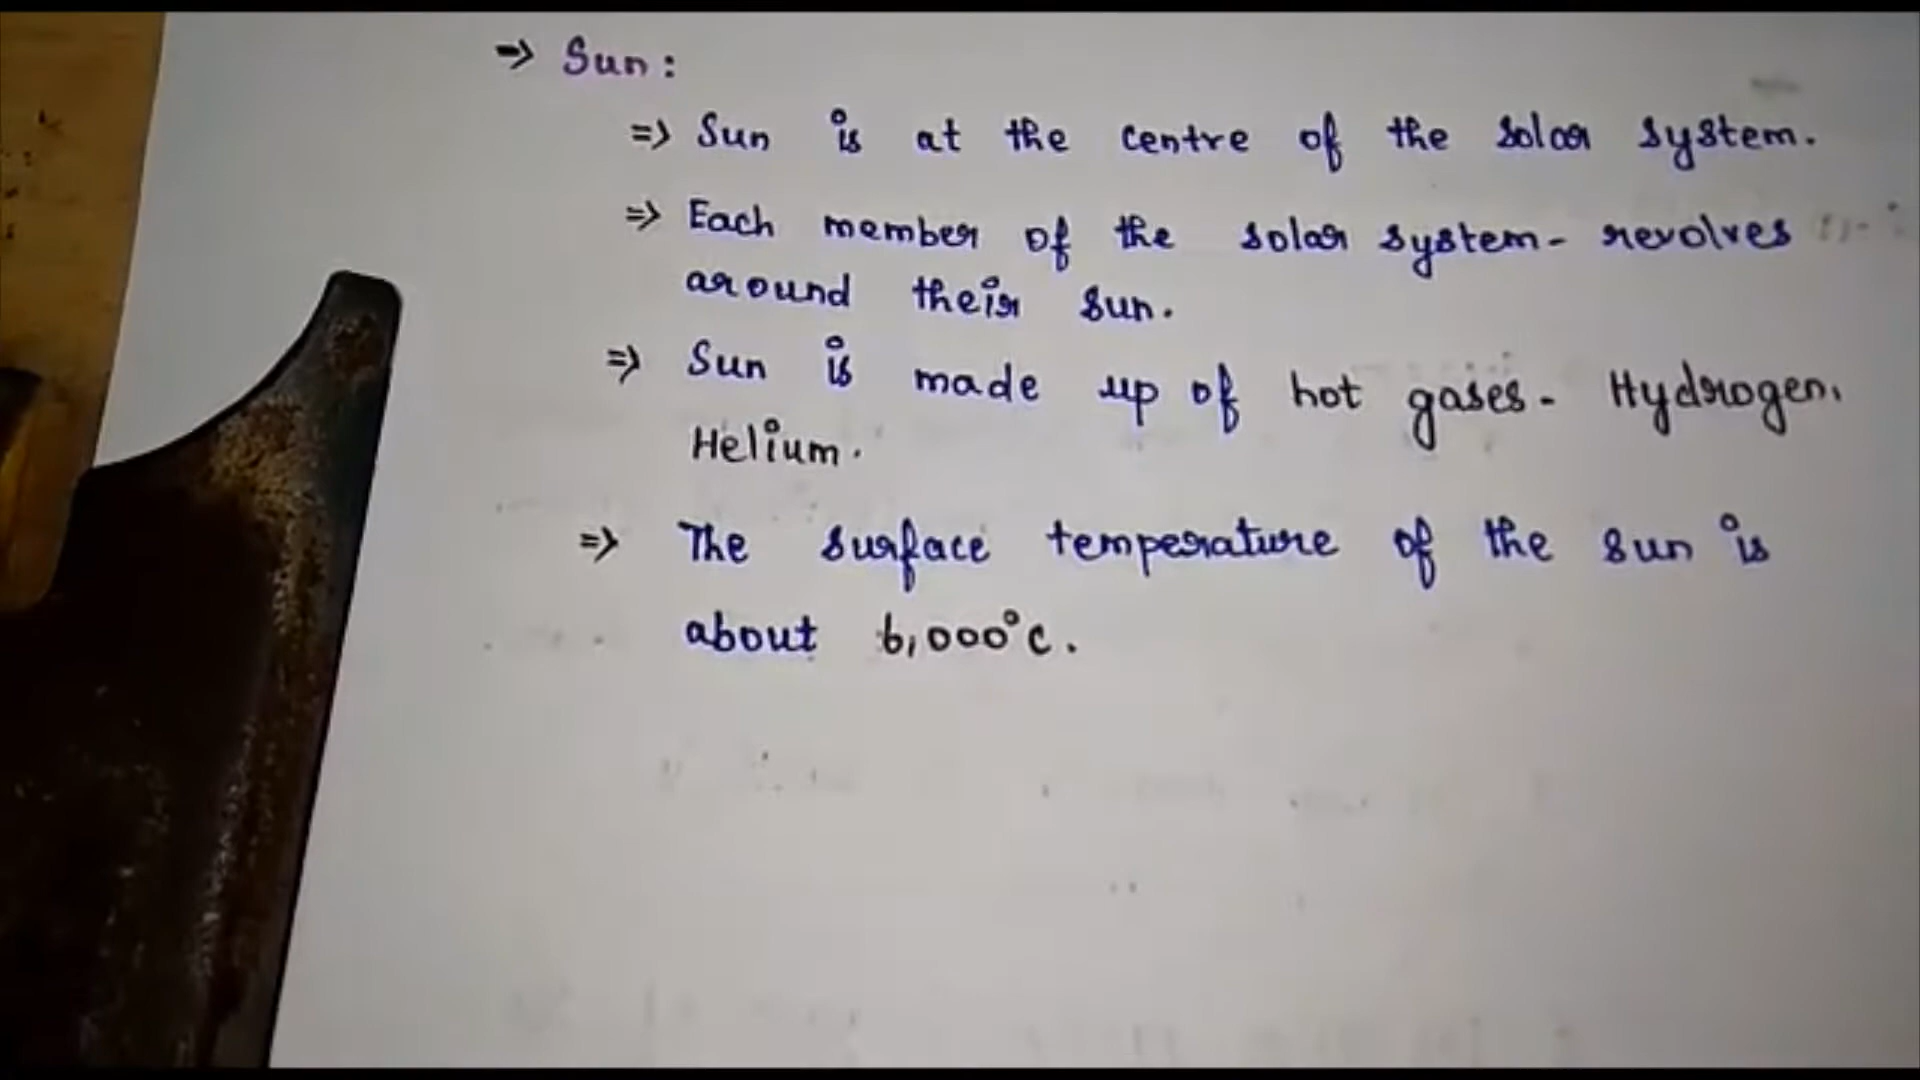 ⇒ Sun:
⇒ Sun is at the centre of the solar system.
⇒ Each member of the solar system - revolves
around their sun.
⇒ Sun is made up of hot gases - Hydrogen,
Helium.
⇒ The surface temperature of the sun is
about 6,000°c.